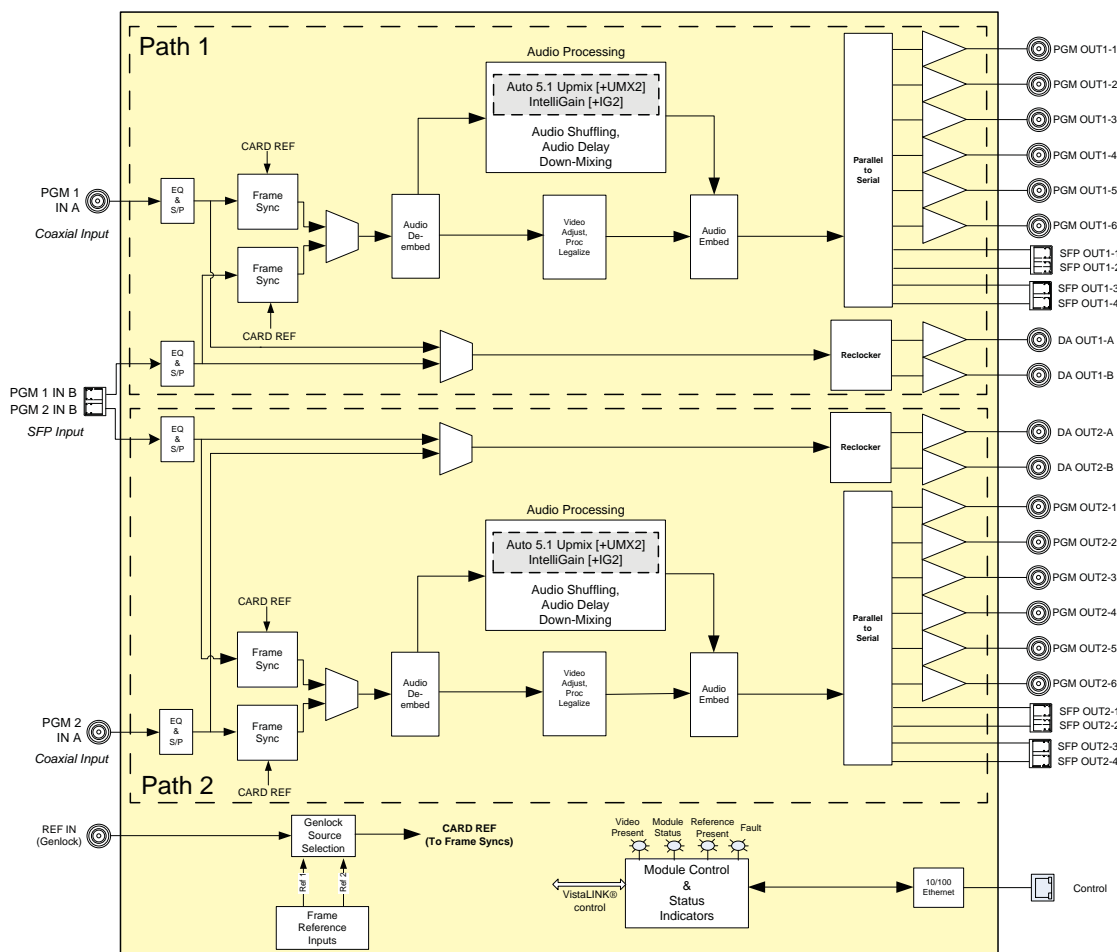 Path 1
Audio Processing
Auto 5.1 Upmix [+UMX2]
IntelliGain [+IG2]
Audio Shuffling,
Audio Delay
Down-Mixing
CARD REF
PGM 1
IN A
Coaxial Input
EQ
&
S/P
Frame
Sync
Frame
Sync
CARD REF
Audio
De-
embed
Video
Adjust,
Proc
Legalize
Audio
Embed
Parallel
to
Serial
PGM OUT1-1
PGM OUT1-2
PGM OUT1-3
PGM OUT1-4
PGM OUT1-5
PGM OUT1-6
SFP OUT1-1
SFP OUT1-2
SFP OUT1-3
SFP OUT1-4
EQ
&
S/P
Reclocker
DA OUT1-A
DA OUT1-B
PGM 1 IN B
PGM 2 IN B
SFP Input
EQ
&
S/P
Reclocker
DA OUT2-A
DA OUT2-B
Audio Processing
Auto 5.1 Upmix [+UMX2]
IntelliGain [+IG2]
Audio Shuffling,
Audio Delay
Down-Mixing
CARD REF
Frame
Sync
Frame
Sync
CARD REF
PGM 2
IN A
Coaxial Input
EQ
&
S/P
Audio
De-
embed
Video
Adjust,
Proc
Legalize
Audio
Embed
Parallel
to
Serial
PGM OUT2-1
PGM OUT2-2
PGM OUT2-3
PGM OUT2-4
PGM OUT2-5
PGM OUT2-6
SFP OUT2-1
SFP OUT2-2
SFP OUT2-3
SFP OUT2-4
Path 2
REF IN
(Genlock)
Genlock
Source
Selection
CARD REF
(To Frame Syncs)
Ref 1
Ref 2
Frame
Reference
Inputs
Video
Present
Module
Status
Reference
Present
Fault
VistaLINK®
control
Module Control
&
Status
Indicators
10/100
Ethernet
Control